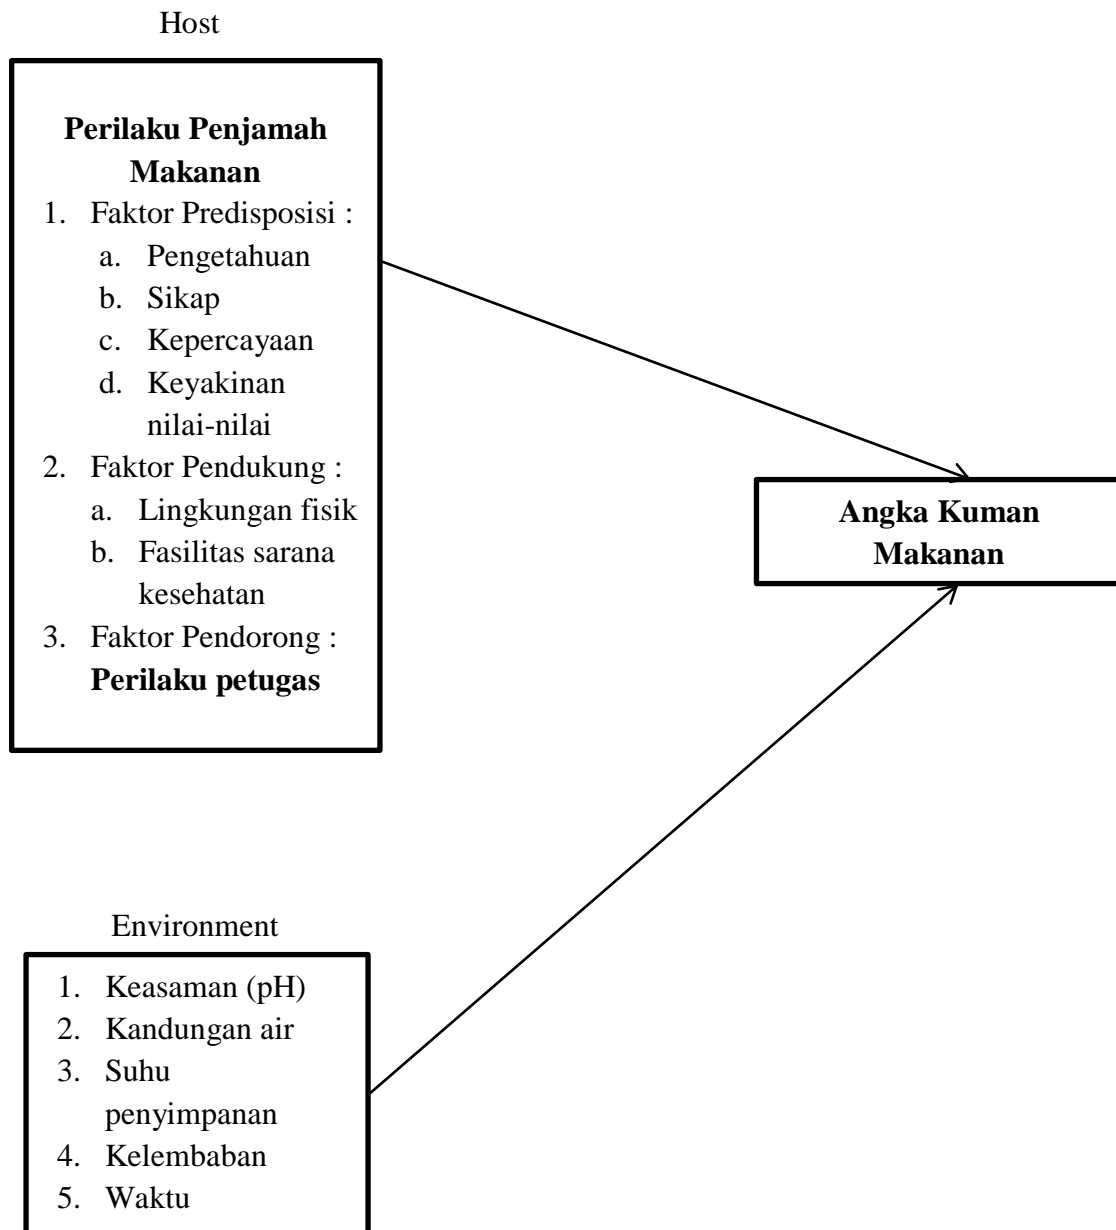 Host
Perilaku Penjamah
Makanan
1. Faktor Predisposisi :
a. Pengetahuan
b. Sikap
c. Kepercayaan
d. Keyakinan
nilai-nilai
2. Faktor Pendukung :
a. Lingkungan fisik
b. Fasilitas sarana
kesehatan
3. Faktor Pendorong :
Perilaku petugas
Angka Kuman
Makanan
Environment
1. Keasaman (pH)
2. Kandungan air
3. Suhu
penyimpanan
4. Kelembaban
5. Waktu